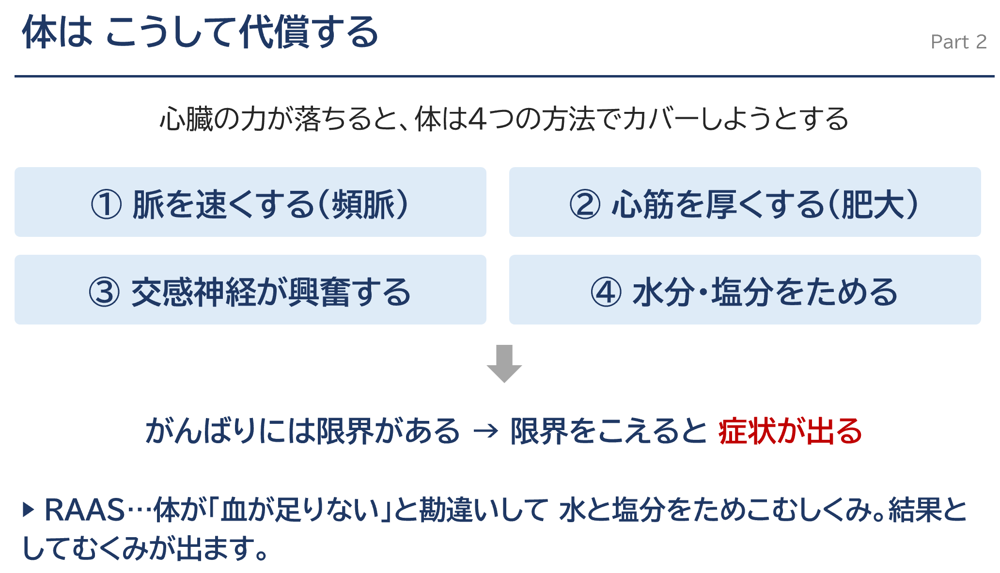 体は こうして代償する
Part 2
心臓の力が落ちると、体は4つの方法でカバーしようとする
① 脈を速くする（頻脈）
② 心筋を厚くする（肥大）
③ 交感神経が興奮する
④ 水分・塩分をためる
がんばりには限界がある → 限界をこえると 症状が出る
▶ RAAS…体が「血が足りない」と勘違いして 水と塩分をためこむしくみ。結果と
してむくみが出ます。